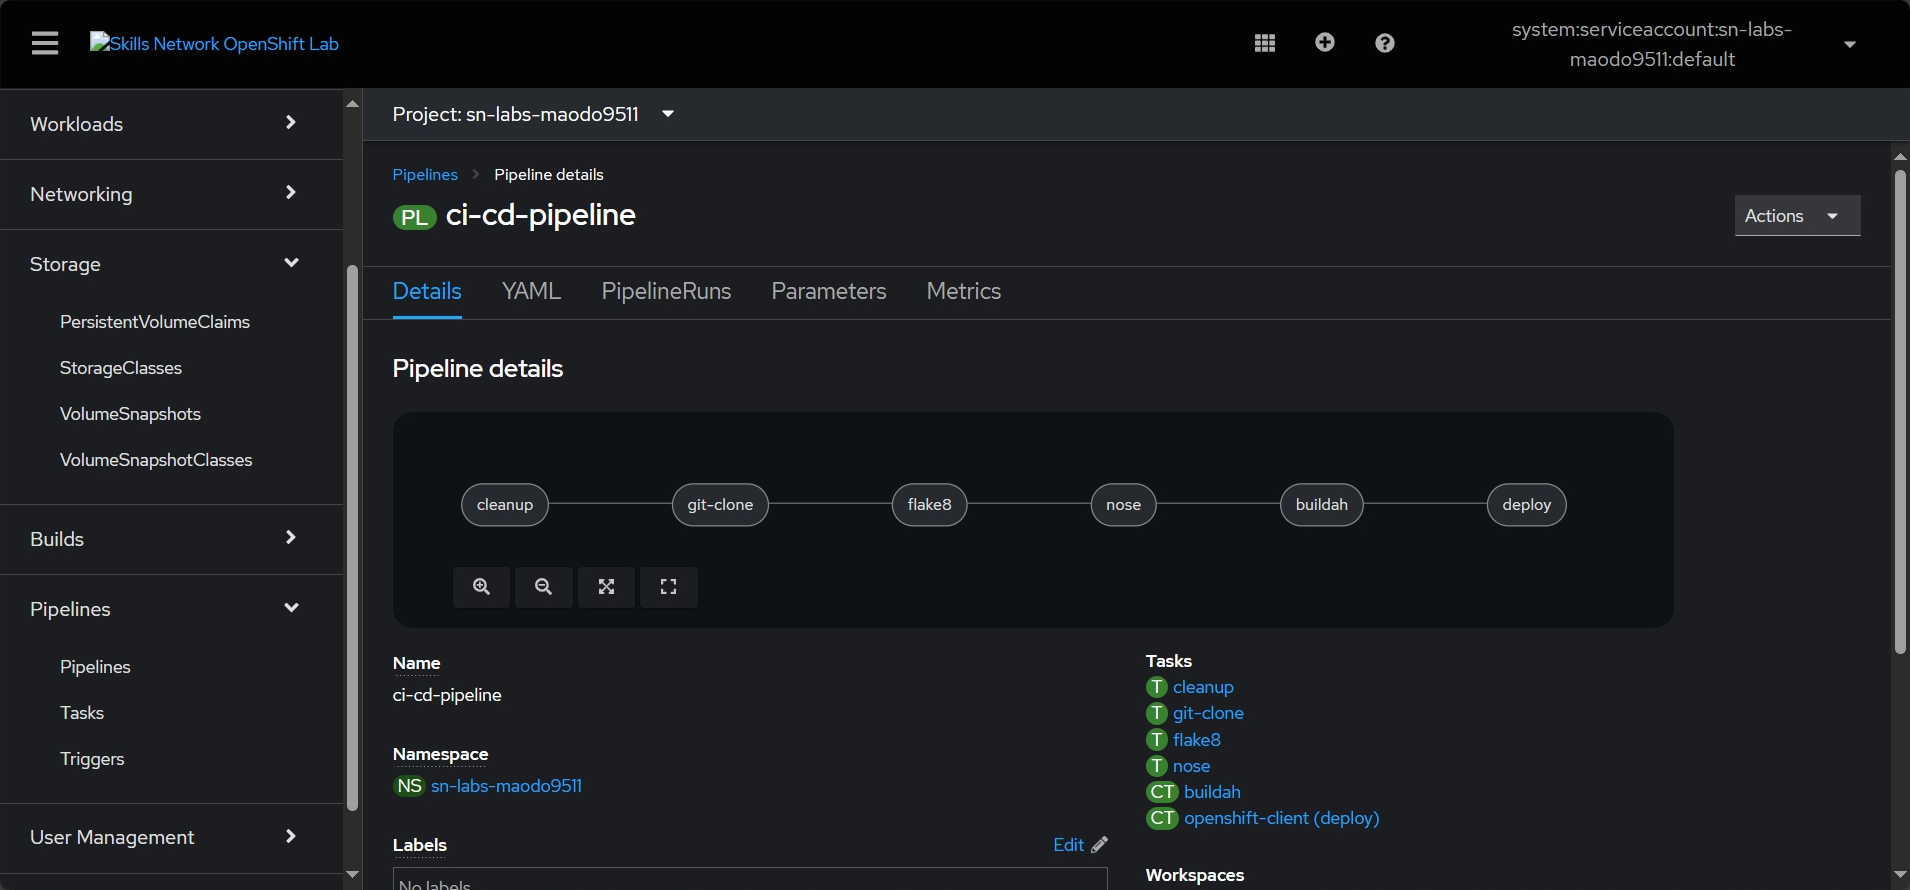 Skills Network OpenShift Lab
system:serviceaccount:sn-labs-
maodo9511:default
Workloads
Networking
Storage
PersistentVolumeClaims
StorageClasses
VolumeSnapshots
VolumeSnapshotClasses
Builds
Pipelines
Pipelines
Tasks
Triggers
User Management
Project: sn-labs-maodo9511
Pipelines Pipeline details
PL ci-cd-pipeline
Actions
Details YAML PipelineRuns Parameters Metrics
Pipeline details
cleanup git-clone flake8 nose buildah deploy
Name
ci-cd-pipeline
Namespace
NS sn-labs-maodo9511
Labels
Edit
No labels
Tasks
T cleanup
T git-clone
T flake8
T nose
CT buildah
CT openshift-client (deploy)
Workspaces